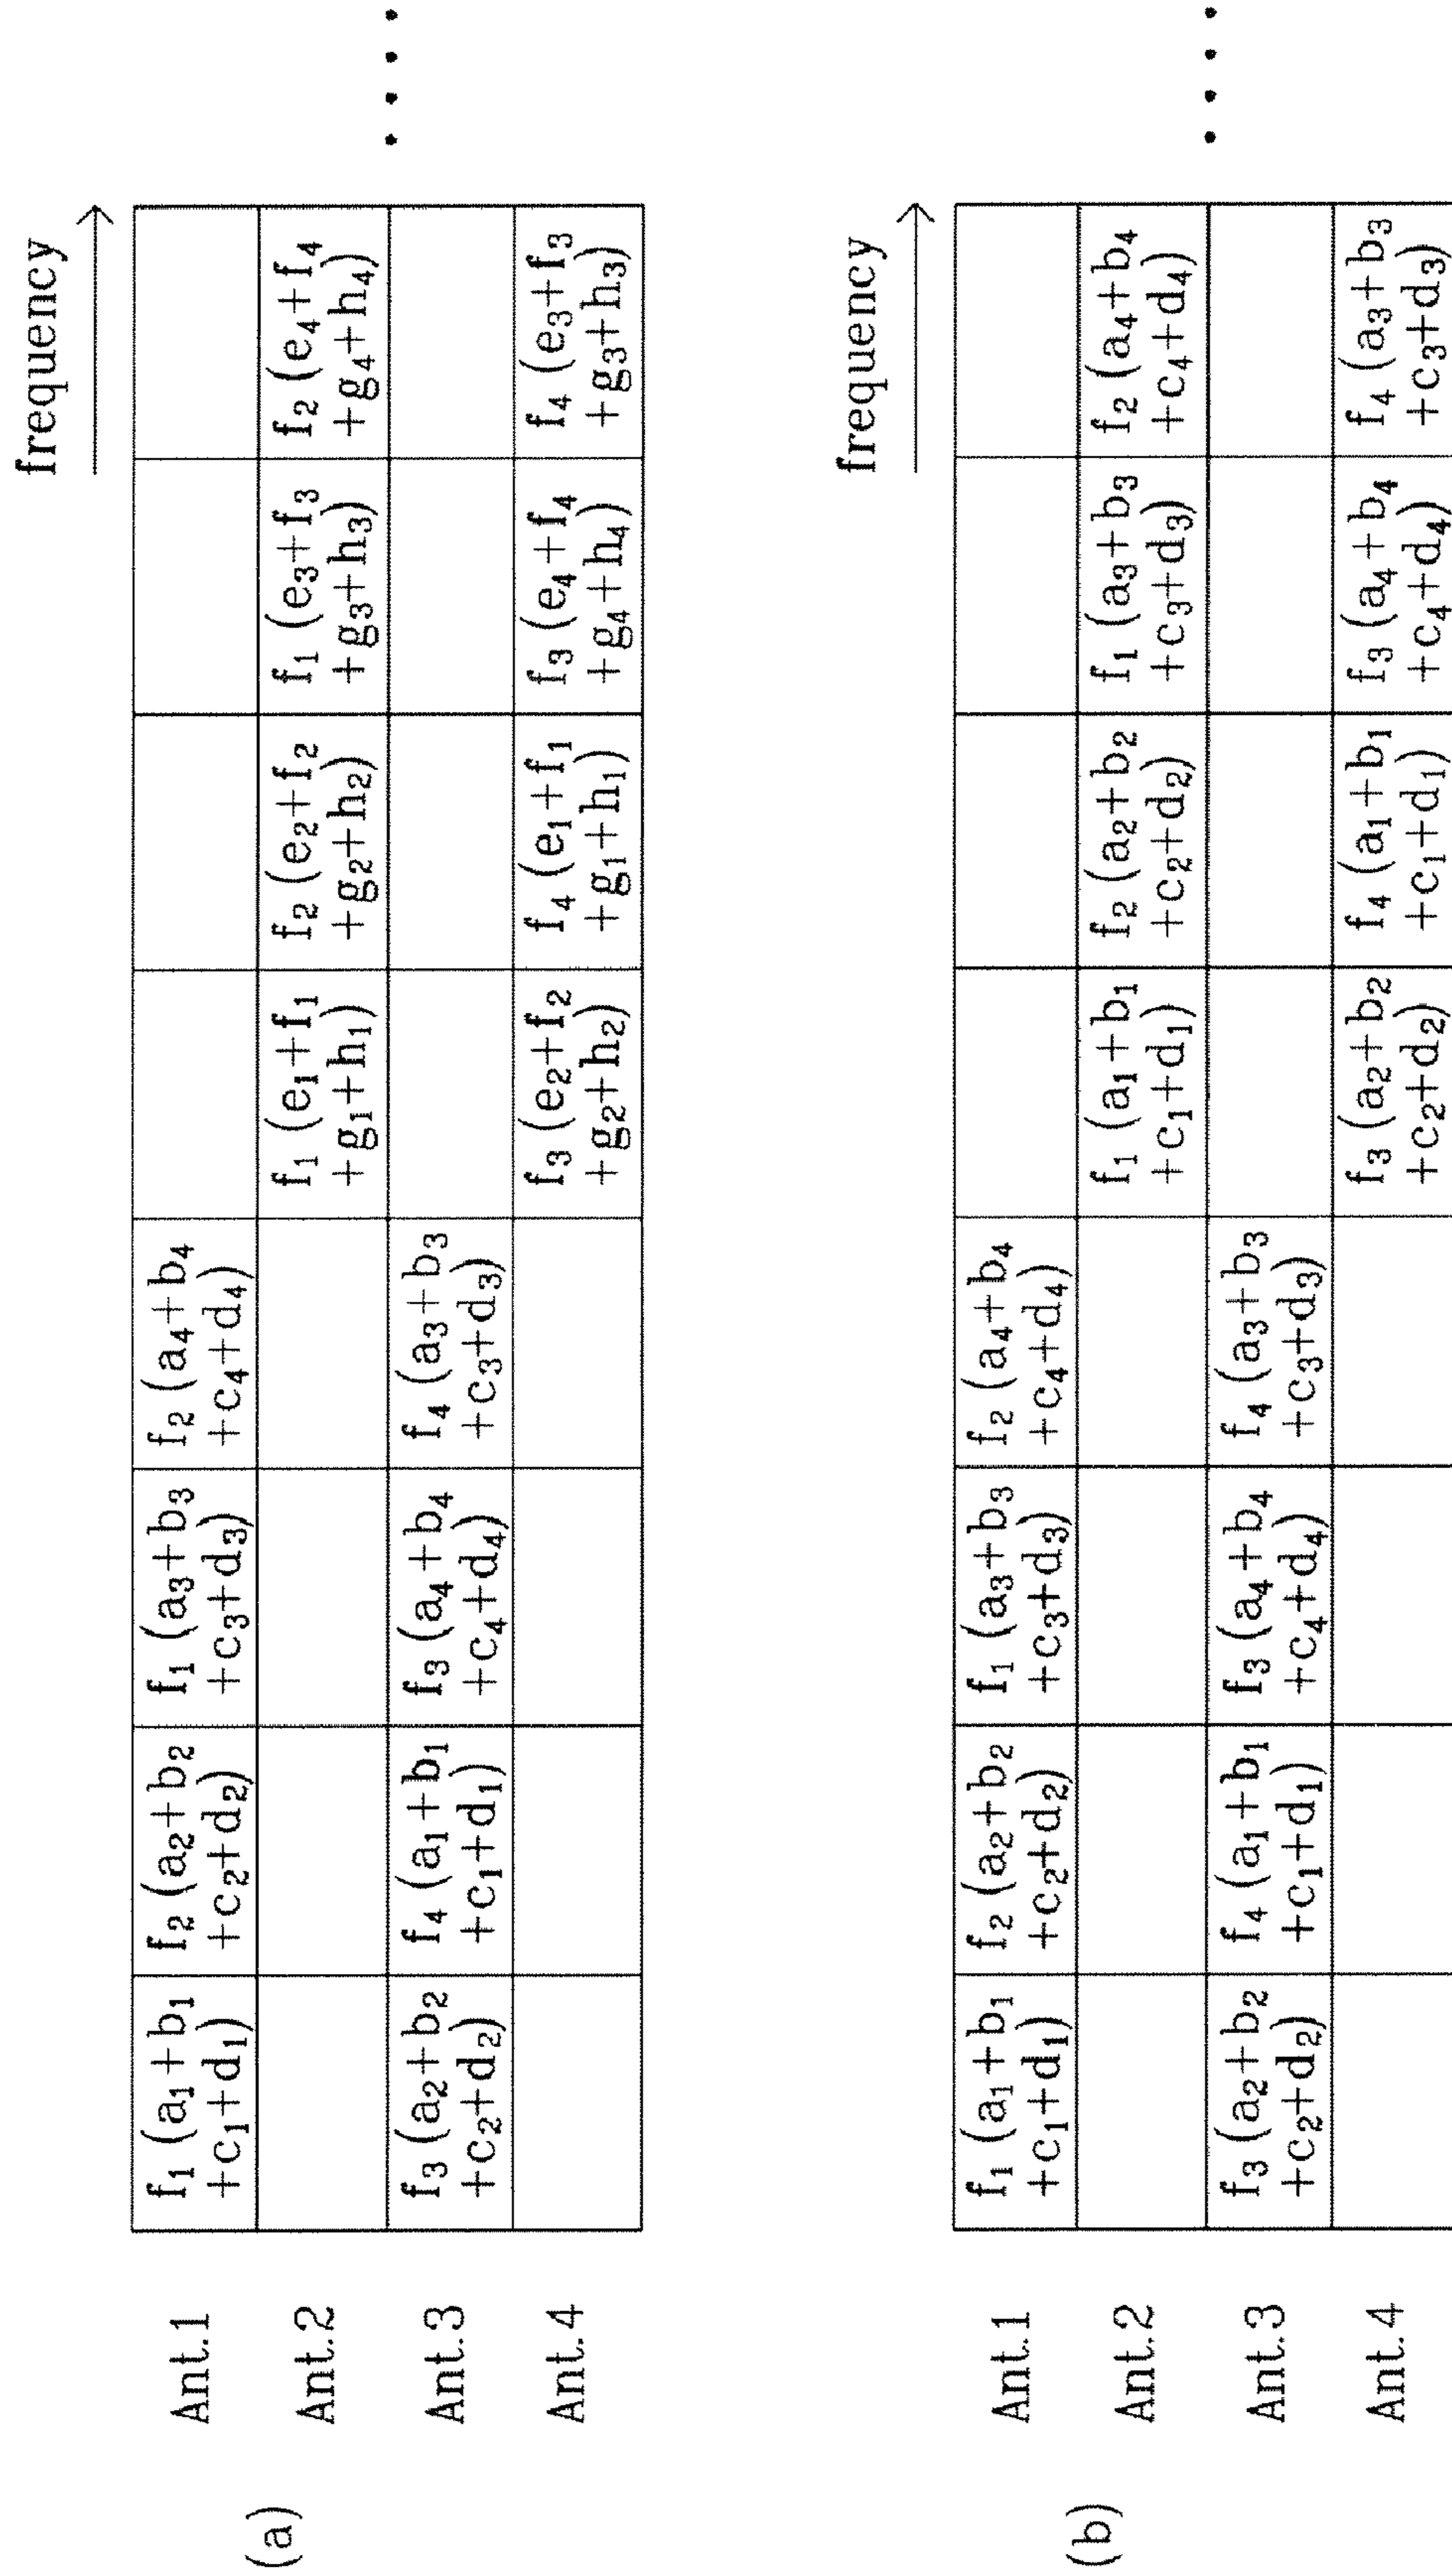 (a)
frequency
Ant.1
f₁ (a₁+b₁
+c₁+d₁)
f₂ (a₂+b₂
+c₂+d₂)
f₁ (a₃+b₃
+c₃+d₃)
f₂ (a₄+b₄
+c₄+d₄)
Ant.2
f₁ (e₁+f₁
+g₁+h₁)
f₂ (e₂+f₂
+g₂+h₂)
f₁ (e₃+f₃
+g₃+h₃)
f₂ (e₄+f₄
+g₄+h₄)
Ant.3
f₃ (a₂+b₂
+c₂+d₂)
f₄ (a₁+b₁
+c₁+d₁)
f₃ (a₄+b₄
+c₄+d₄)
f₄ (a₃+b₃
+c₃+d₃)
Ant.4
f₃ (e₂+f₂
+g₂+h₂)
f₄ (e₁+f₁
+g₁+h₁)
f₃ (e₄+f₄
+g₄+h₄)
f₄ (e₃+f₃
+g₃+h₃)
(b)
frequency
Ant.1
f₁ (a₁+b₁
+c₁+d₁)
f₂ (a₂+b₂
+c₂+d₂)
f₁ (a₃+b₃
+c₃+d₃)
f₂ (a₄+b₄
+c₄+d₄)
Ant.2
f₁ (a₁+b₁
+c₁+d₁)
f₂ (a₂+b₂
+c₂+d₂)
f₁ (a₃+b₃
+c₃+d₃)
f₂ (a₄+b₄
+c₄+d₄)
Ant.3
f₃ (a₂+b₂
+c₂+d₂)
f₄ (a₁+b₁
+c₁+d₁)
f₃ (a₄+b₄
+c₄+d₄)
f₄ (a₃+b₃
+c₃+d₃)
Ant.4
f₃ (a₂+b₂
+c₂+d₂)
f₄ (a₁+b₁
+c₁+d₁)
f₃ (a₄+b₄
+c₄+d₄)
f₄ (a₃+b₃
+c₃+d₃)